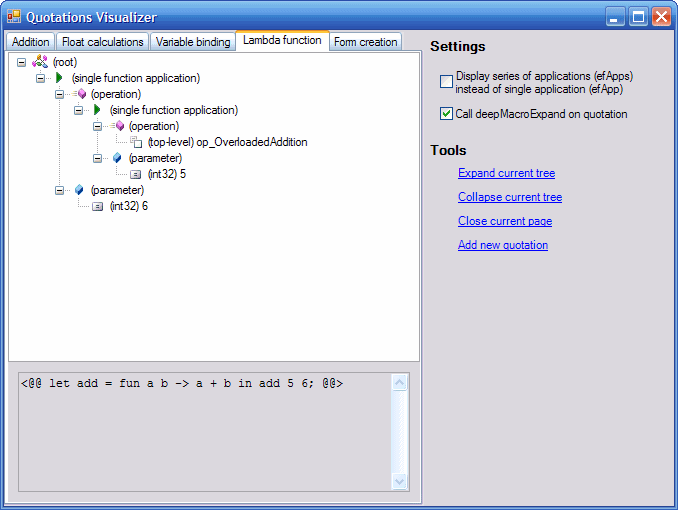 Quotations Visualizer
Addition
Float calculations
Variable binding
Lambda function
Form creation
(root)
(single function application)
(operation)
(single function application)
(operation)
(top-level) op_OverloadedAddition
(parameter)
(int32) 5
(parameter)
(int32) 6
<@@ let add = fun a b -> a + b in add 5 6; @@>
Settings
Display series of applications (efApps)
instead of single application (efApp)
Call deepMacroExpand on quotation
Tools
Expand current tree
Collapse current tree
Close current page
Add new quotation